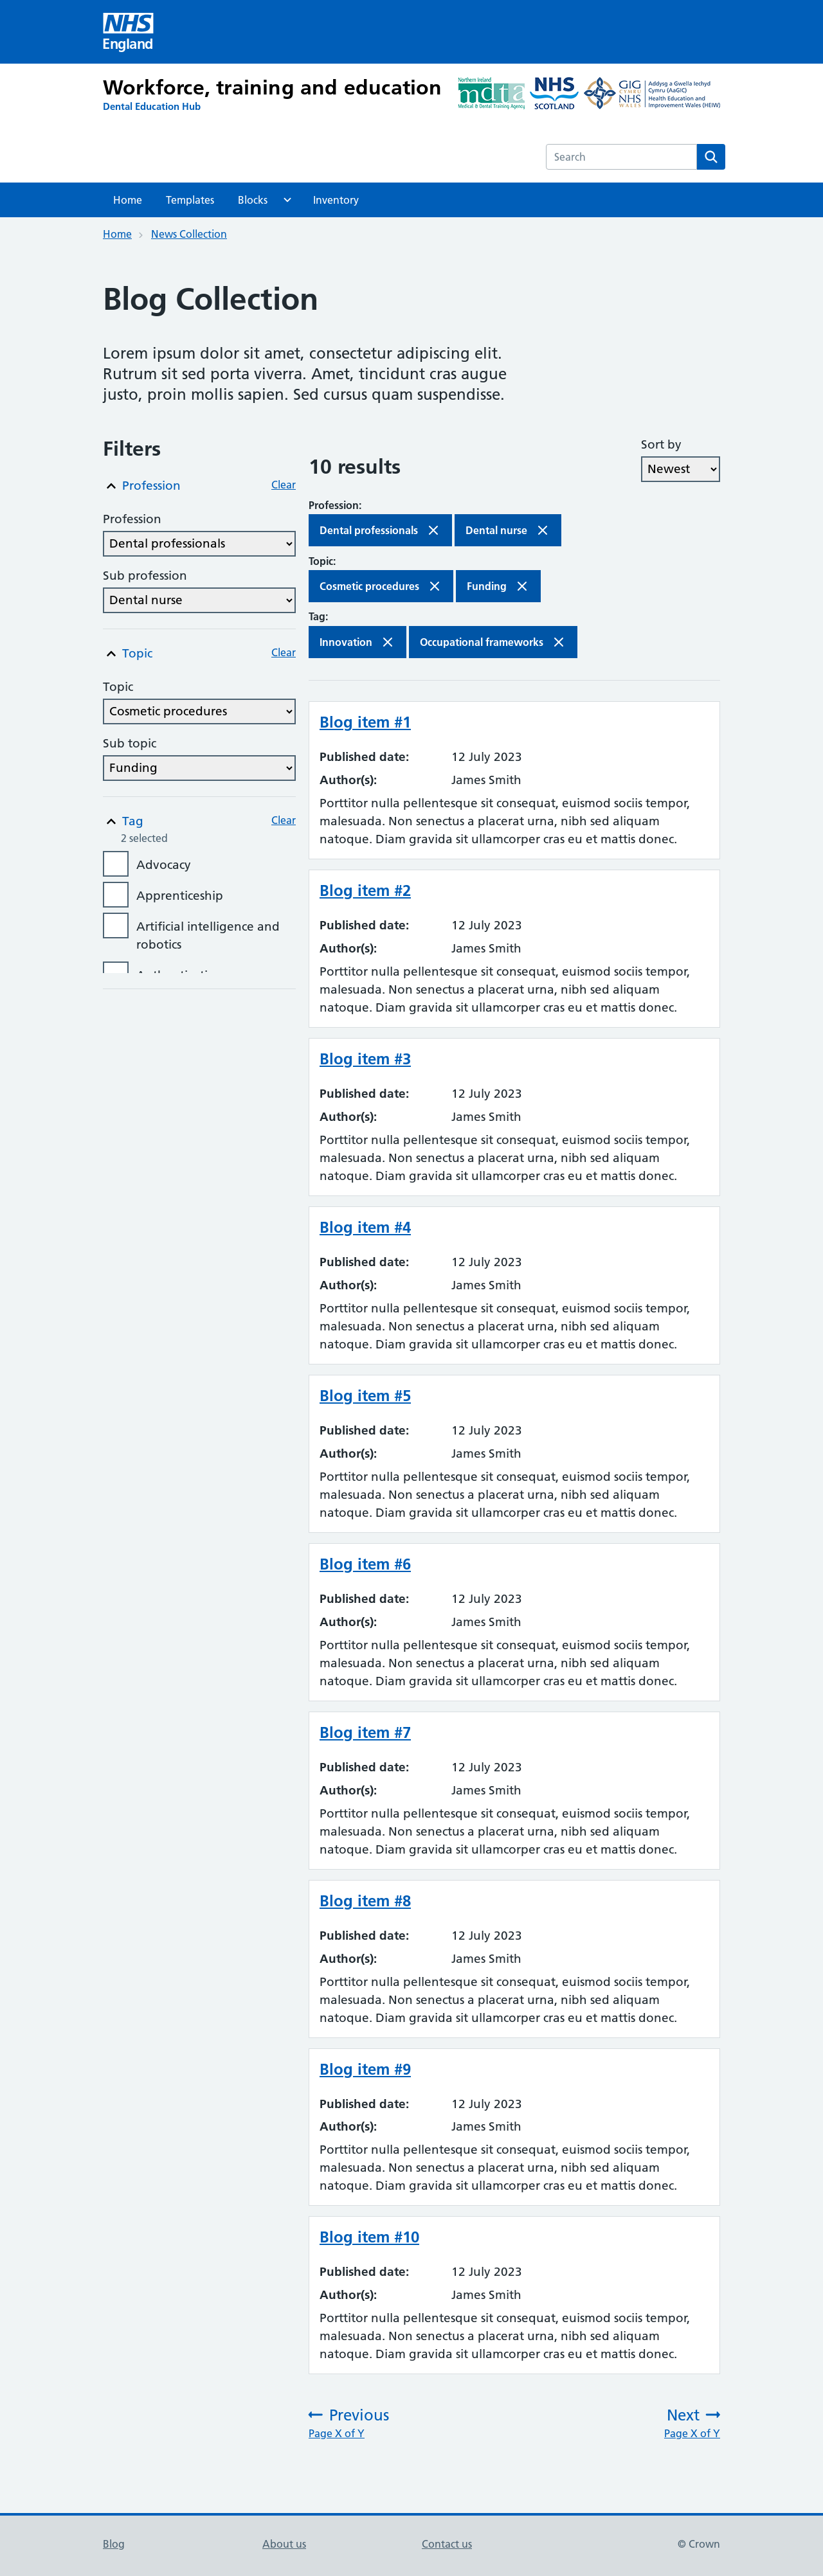 NHS
England
Workforce, training and education
Dental Education Hub
Northern Ireland
mdta
Medical & Dental Training Agency
NHS
SCOTLAND
GIG
CYMRU
NHS
WALES
Addysg a Gwella Iechyd
Cymru (AaGIC)
Health Education and
Improvement Wales (HEIW)
Search
Home Templates Blocks Inventory
Home News Collection
Blog Collection
Lorem ipsum dolor sit amet, consectetur adipiscing elit.
Rutrum sit sed porta viverra. Amet, tincidunt cras augue
justo, proin mollis sapien. Sed cursus quam suspendisse.
Filters
Profession Clear
Profession
Dental professionals
Sub profession
Dental nurse
Topic Clear
Topic
Cosmetic procedures
Sub topic
Funding
Tag Clear
2 selected
Advocacy
Apprenticeship
Artificial intelligence and
robotics
10 results
Sort by
Newest
Profession:
Dental professionals Dental nurse
Topic:
Cosmetic procedures Funding
Tag:
Innovation Occupational frameworks
Blog item #1
Published date: 12 July 2023
Author(s): James Smith
Porttitor nulla pellentesque sit consequat, euismod sociis tempor,
malesuada. Non senectus a placerat urna, nibh sed aliquam
natoque. Diam gravida sit ullamcorper cras eu et mattis donec.
Blog item #2
Published date: 12 July 2023
Author(s): James Smith
Porttitor nulla pellentesque sit consequat, euismod sociis tempor,
malesuada. Non senectus a placerat urna, nibh sed aliquam
natoque. Diam gravida sit ullamcorper cras eu et mattis donec.
Blog item #3
Published date: 12 July 2023
Author(s): James Smith
Porttitor nulla pellentesque sit consequat, euismod sociis tempor,
malesuada. Non senectus a placerat urna, nibh sed aliquam
natoque. Diam gravida sit ullamcorper cras eu et mattis donec.
Blog item #4
Published date: 12 July 2023
Author(s): James Smith
Porttitor nulla pellentesque sit consequat, euismod sociis tempor,
malesuada. Non senectus a placerat urna, nibh sed aliquam
natoque. Diam gravida sit ullamcorper cras eu et mattis donec.
Blog item #5
Published date: 12 July 2023
Author(s): James Smith
Porttitor nulla pellentesque sit consequat, euismod sociis tempor,
malesuada. Non senectus a placerat urna, nibh sed aliquam
natoque. Diam gravida sit ullamcorper cras eu et mattis donec.
Blog item #6
Published date: 12 July 2023
Author(s): James Smith
Porttitor nulla pellentesque sit consequat, euismod sociis tempor,
malesuada. Non senectus a placerat urna, nibh sed aliquam
natoque. Diam gravida sit ullamcorper cras eu et mattis donec.
Blog item #7
Published date: 12 July 2023
Author(s): James Smith
Porttitor nulla pellentesque sit consequat, euismod sociis tempor,
malesuada. Non senectus a placerat urna, nibh sed aliquam
natoque. Diam gravida sit ullamcorper cras eu et mattis donec.
Blog item #8
Published date: 12 July 2023
Author(s): James Smith
Porttitor nulla pellentesque sit consequat, euismod sociis tempor,
malesuada. Non senectus a placerat urna, nibh sed aliquam
natoque. Diam gravida sit ullamcorper cras eu et mattis donec.
Blog item #9
Published date: 12 July 2023
Author(s): James Smith
Porttitor nulla pellentesque sit consequat, euismod sociis tempor,
malesuada. Non senectus a placerat urna, nibh sed aliquam
natoque. Diam gravida sit ullamcorper cras eu et mattis donec.
Blog item #10
Published date: 12 July 2023
Author(s): James Smith
Porttitor nulla pellentesque sit consequat, euismod sociis tempor,
malesuada. Non senectus a placerat urna, nibh sed aliquam
natoque. Diam gravida sit ullamcorper cras eu et mattis donec.
Previous Next
Page X of Y Page X of Y
Blog About us Contact us © Crown